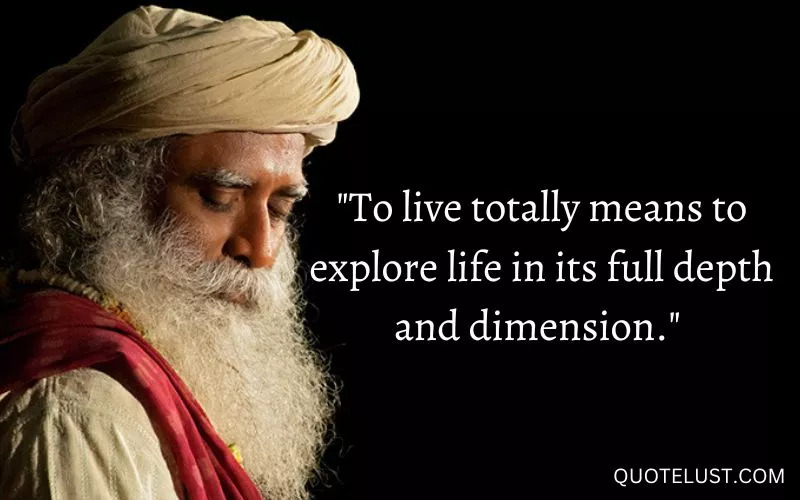 "To live totally means to
explore life in its full depth
and dimension."
QUOTELUST.COM